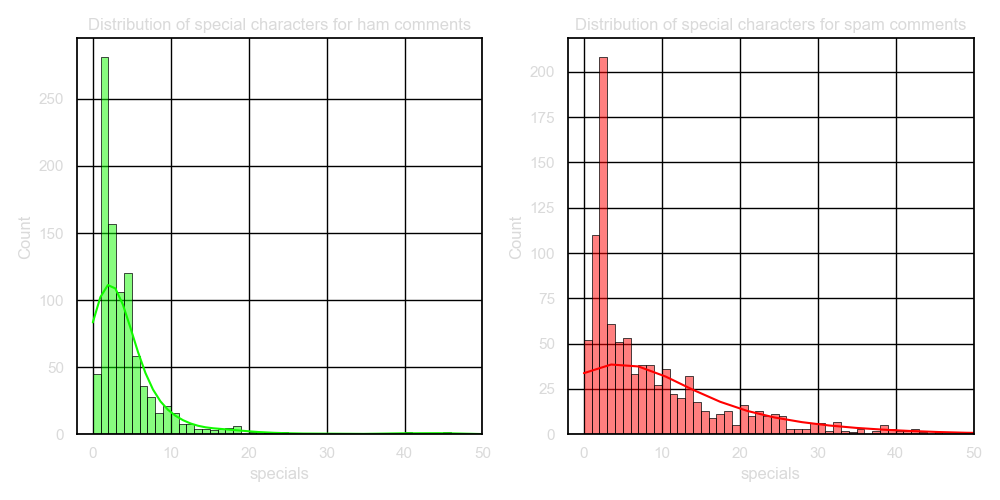 Distribution of special characters for ham comments
Count
250
200
150
100
50
0
0 10 20 30 40 50
specials
Distribution of special characters for spam comments
Count
200
175
150
125
100
75
50
25
0
0 10 20 30 40 50
specials